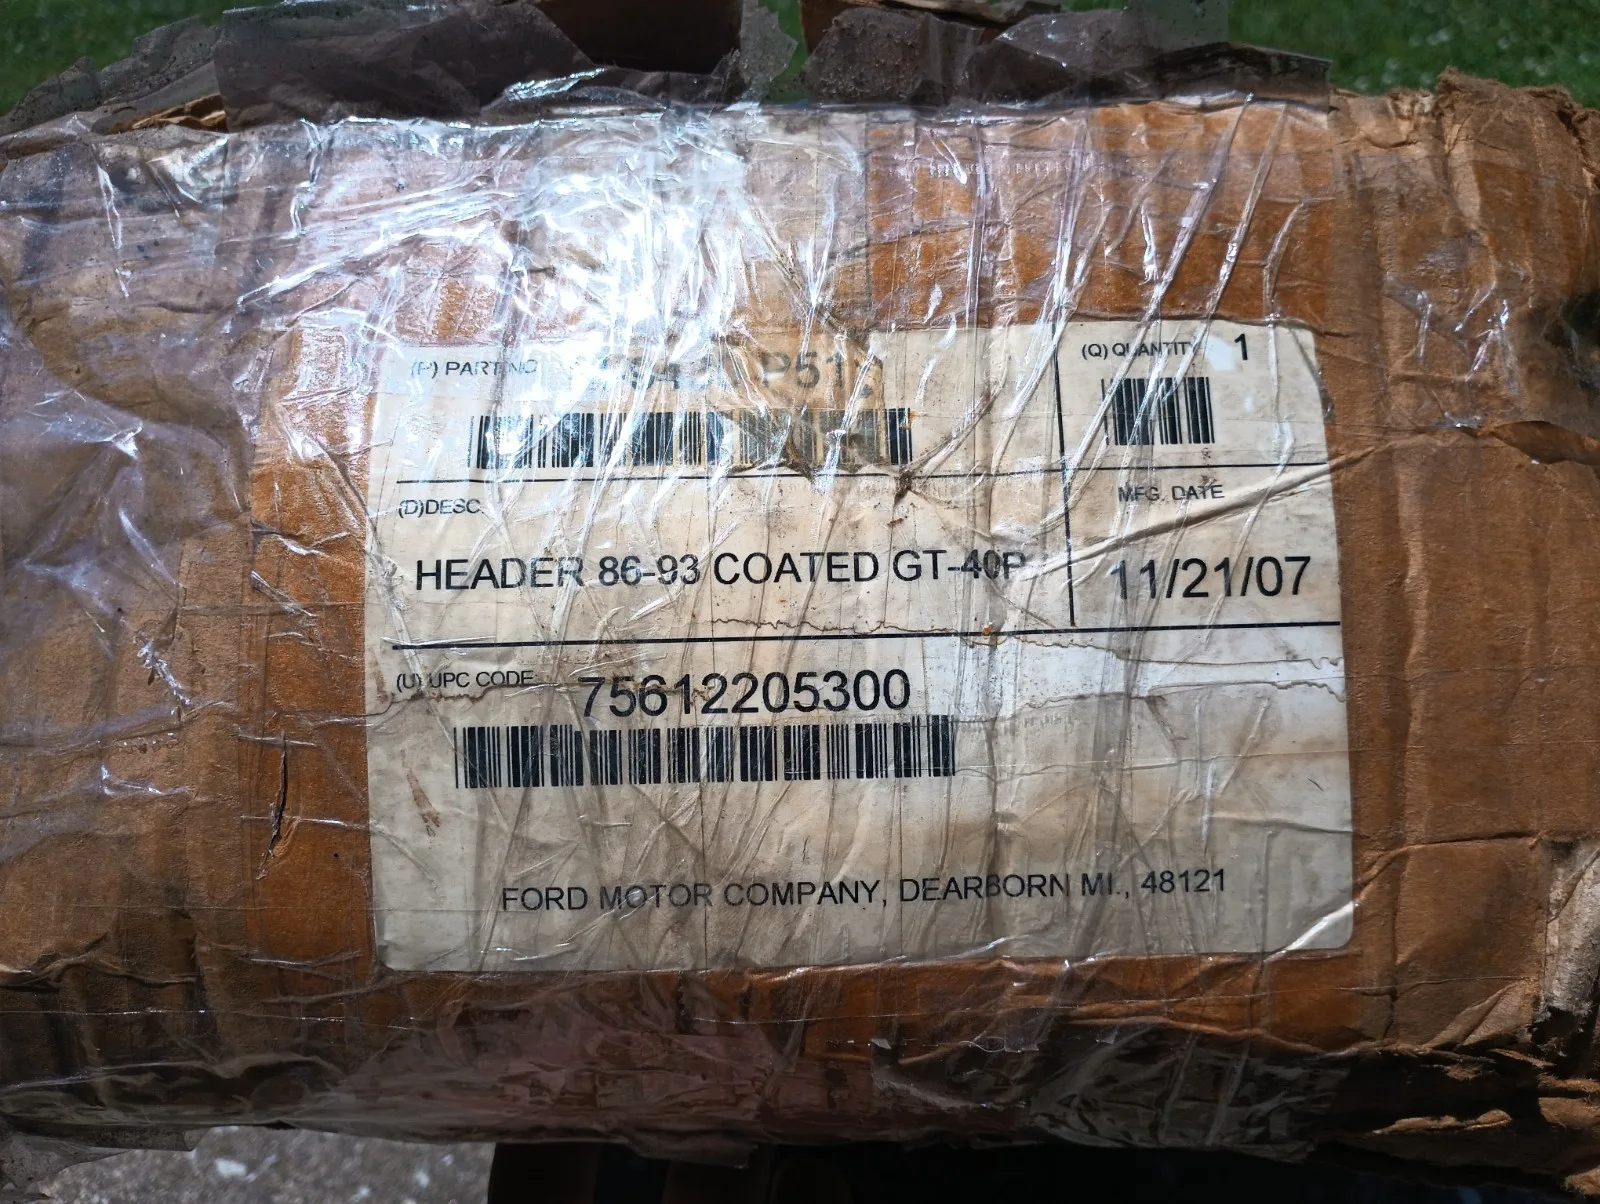 (P) PART NO
(Q) QUANTITY 1
(D)DESC.
MFG. DATE
HEADER 86-93 COATED GT-40P
11/21/07
(U) UPC CODE 75612205300
FORD MOTOR COMPANY, DEARBORN MI., 48121